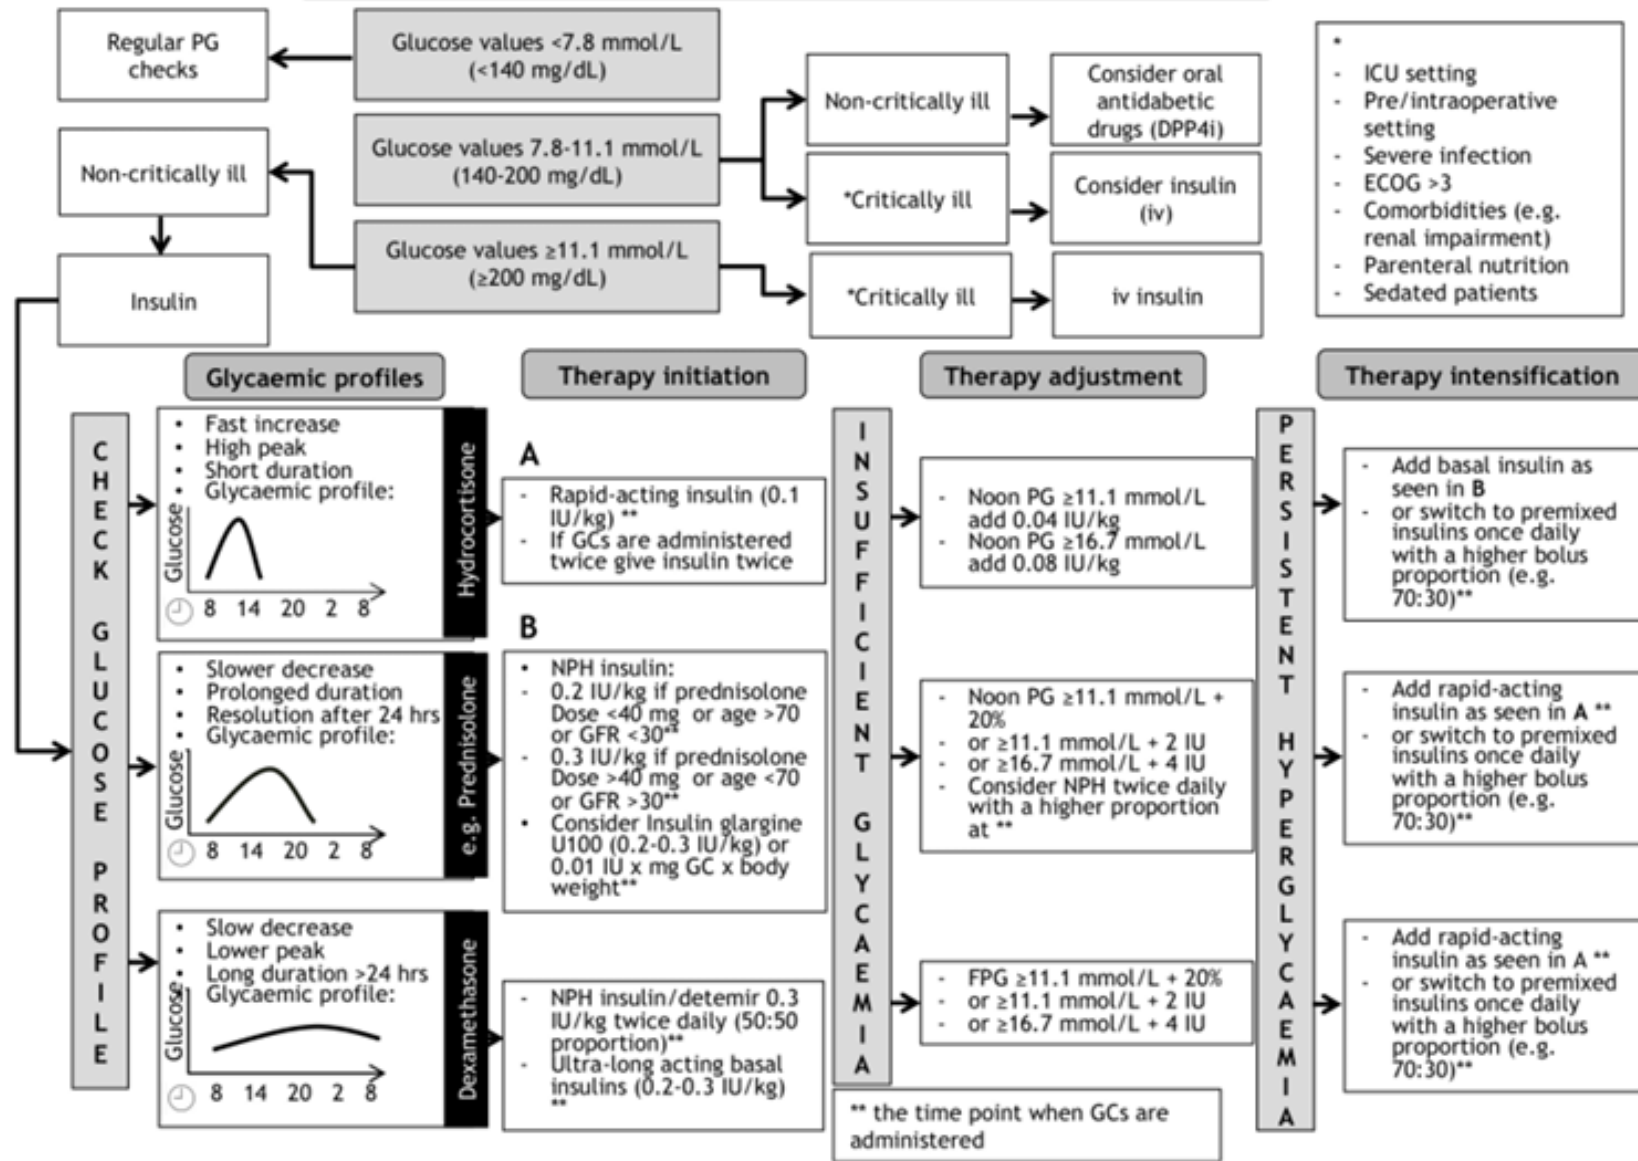 Regular PG
checks
Glucose values <7.8 mmol/L
(<140 mg/dL)
Non-critically ill
Consider oral
antidabetic
drugs (DPP4i)
*
- ICU setting
- Pre/intraoperative
setting
- Severe infection
- ECOG >3
- Comorbidities (e.g.
renal impairment)
- Parenteral nutrition
- Sedated patients
Non-critically ill
Glucose values 7.8-11.1 mmol/L
(140-200 mg/dL)
*Critically ill
Consider insulin
(iv)
Insulin
Glucose values ≥11.1 mmol/L
(≥200 mg/dL)
*Critically ill
iv insulin
Glycaemic profiles
Therapy initiation
Therapy adjustment
Therapy intensification
CHECK GLUCOSE PROFILE
• Fast increase
• High peak
• Short duration
• Glycaemic profile:
Glucose
8 14 20 2 8
Hydrocortisone
A
- Rapid-acting insulin (0.1
IU/kg) **
- If GCs are administered
twice give insulin twice
INSUFFICIENT GLYCAEMIA
- Noon PG ≥11.1 mmol/L
add 0.04 IU/kg
- Noon PG ≥16.7 mmol/L
add 0.08 IU/kg
PERSISTENT HYPERGLYCAEMIA
- Add basal insulin as
seen in B
- or switch to premixed
insulins once daily
with a higher bolus
proportion (e.g.
70:30)**
• Slower decrease
• Prolonged duration
• Resolution after 24 hrs
• Glycaemic profile:
Glucose
8 14 20 2 8
e.g. Prednisolone
B
• NPH insulin:
- 0.2 IU/kg if prednisolone
Dose <40 mg or age >70
or GFR <30**
- 0.3 IU/kg if prednisolone
Dose >40 mg or age <70
or GFR >30**
• Consider Insulin glargine
U100 (0.2-0.3 IU/kg) or
0.01 IU x mg GC x body
weight**
- Noon PG ≥11.1 mmol/L +
20%
- or ≥11.1 mmol/L + 2 IU
- or ≥16.7 mmol/L + 4 IU
- Consider NPH twice daily
with a higher proportion
at **
- Add rapid-acting
insulin as seen in A **
- or switch to premixed
insulins once daily
with a higher bolus
proportion (e.g.
70:30)**
• Slow decrease
• Lower peak
• Long duration >24 hrs
• Glycaemic profile:
Glucose
8 14 20 2 8
Dexamethasone
- NPH insulin/detemir 0.3
IU/kg twice daily (50:50
proportion)**
- Ultra-long acting basal
insulins (0.2-0.3 IU/kg)
**
- FPG ≥11.1 mmol/L + 20%
- or ≥11.1 mmol/L + 2 IU
- or ≥16.7 mmol/L + 4 IU
- Add rapid-acting
insulin as seen in A **
- or switch to premixed
insulins once daily
with a higher bolus
proportion (e.g.
70:30)**
** the time point when GCs are
administered